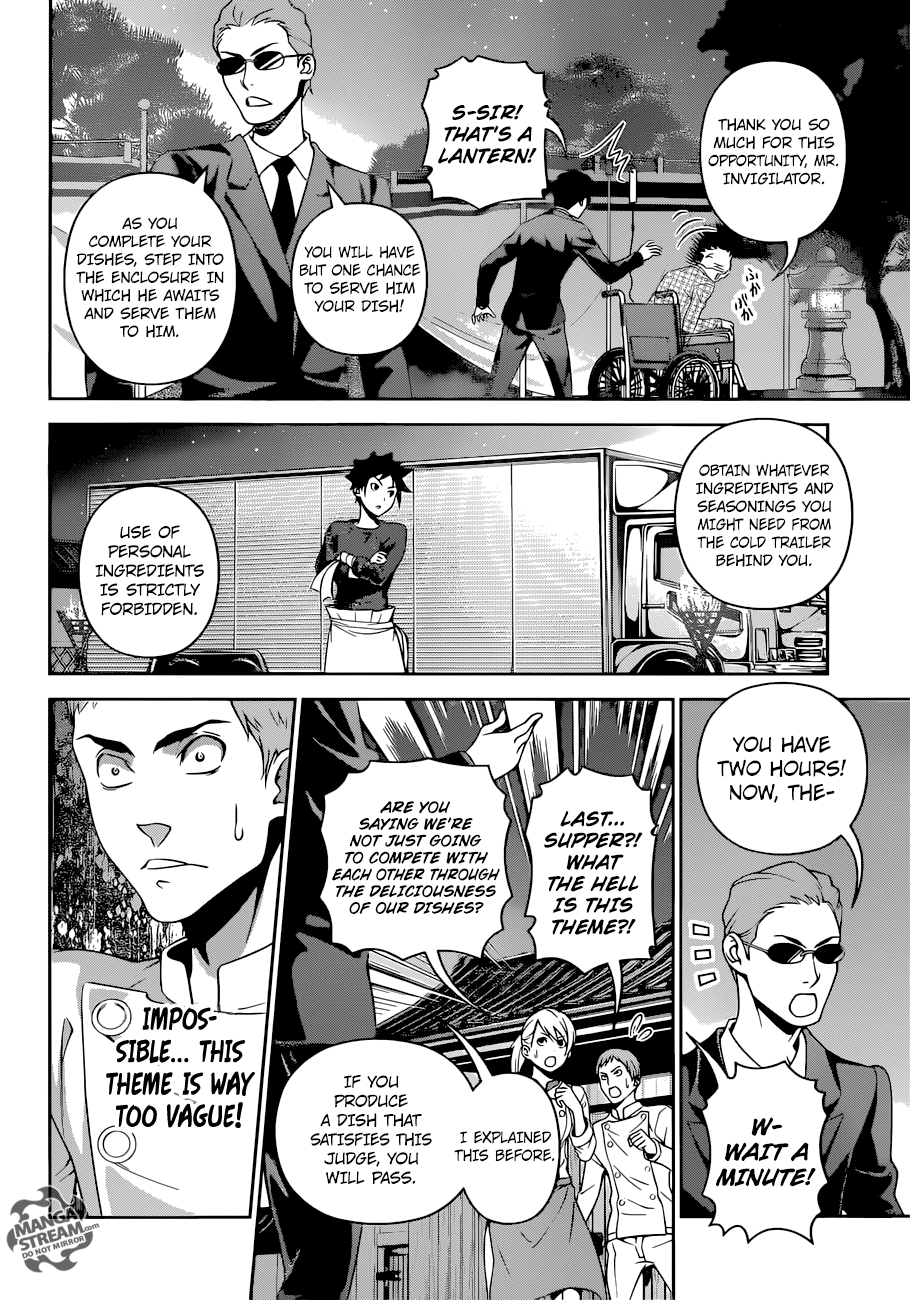 THANK YOU SO
MUCH FOR THIS
OPPORTUNITY, MR.
INVIGILATOR.
ぷか
ぷか
S-SIR!
THAT'S A
LANTERN!
YOU WILL HAVE
BUT ONE CHANCE
TO SERVE HIM
YOUR DISH!
AS YOU
COMPLETE YOUR
DISHES, STEP INTO
THE ENCLOSURE IN
WHICH HE AWAITS
AND SERVE THEM
TO HIM.
OBTAIN WHATEVER
INGREDIENTS AND
SEASONINGS YOU
MIGHT NEED FROM
THE COLD TRAILER
BEHIND YOU.
USE OF
PERSONAL
INGREDIENTS
IS STRICTLY
FORBIDDEN.
YOU HAVE
TWO HOURS!
NOW, THE-
W-
WAIT A
MINUTE!
LAST...
SUPPER?!
WHAT
THE HELL
IS THIS
THEME?!
ARE YOU
SAYING WE'RE
NOT JUST GOING
TO COMPETE WITH
EACH OTHER THROUGH
THE DELICIOUSNESS
OF OUR DISHES?
I EXPLAINED
THIS BEFORE.
IF YOU
PRODUCE
A DISH THAT
SATISFIES THIS
JUDGE, YOU
WILL PASS.
IMPOS-
SIBLE... THIS
THEME IS WAY
TOO VAGUE!
MANGA
STREAM.com
DO NOT MIRROR